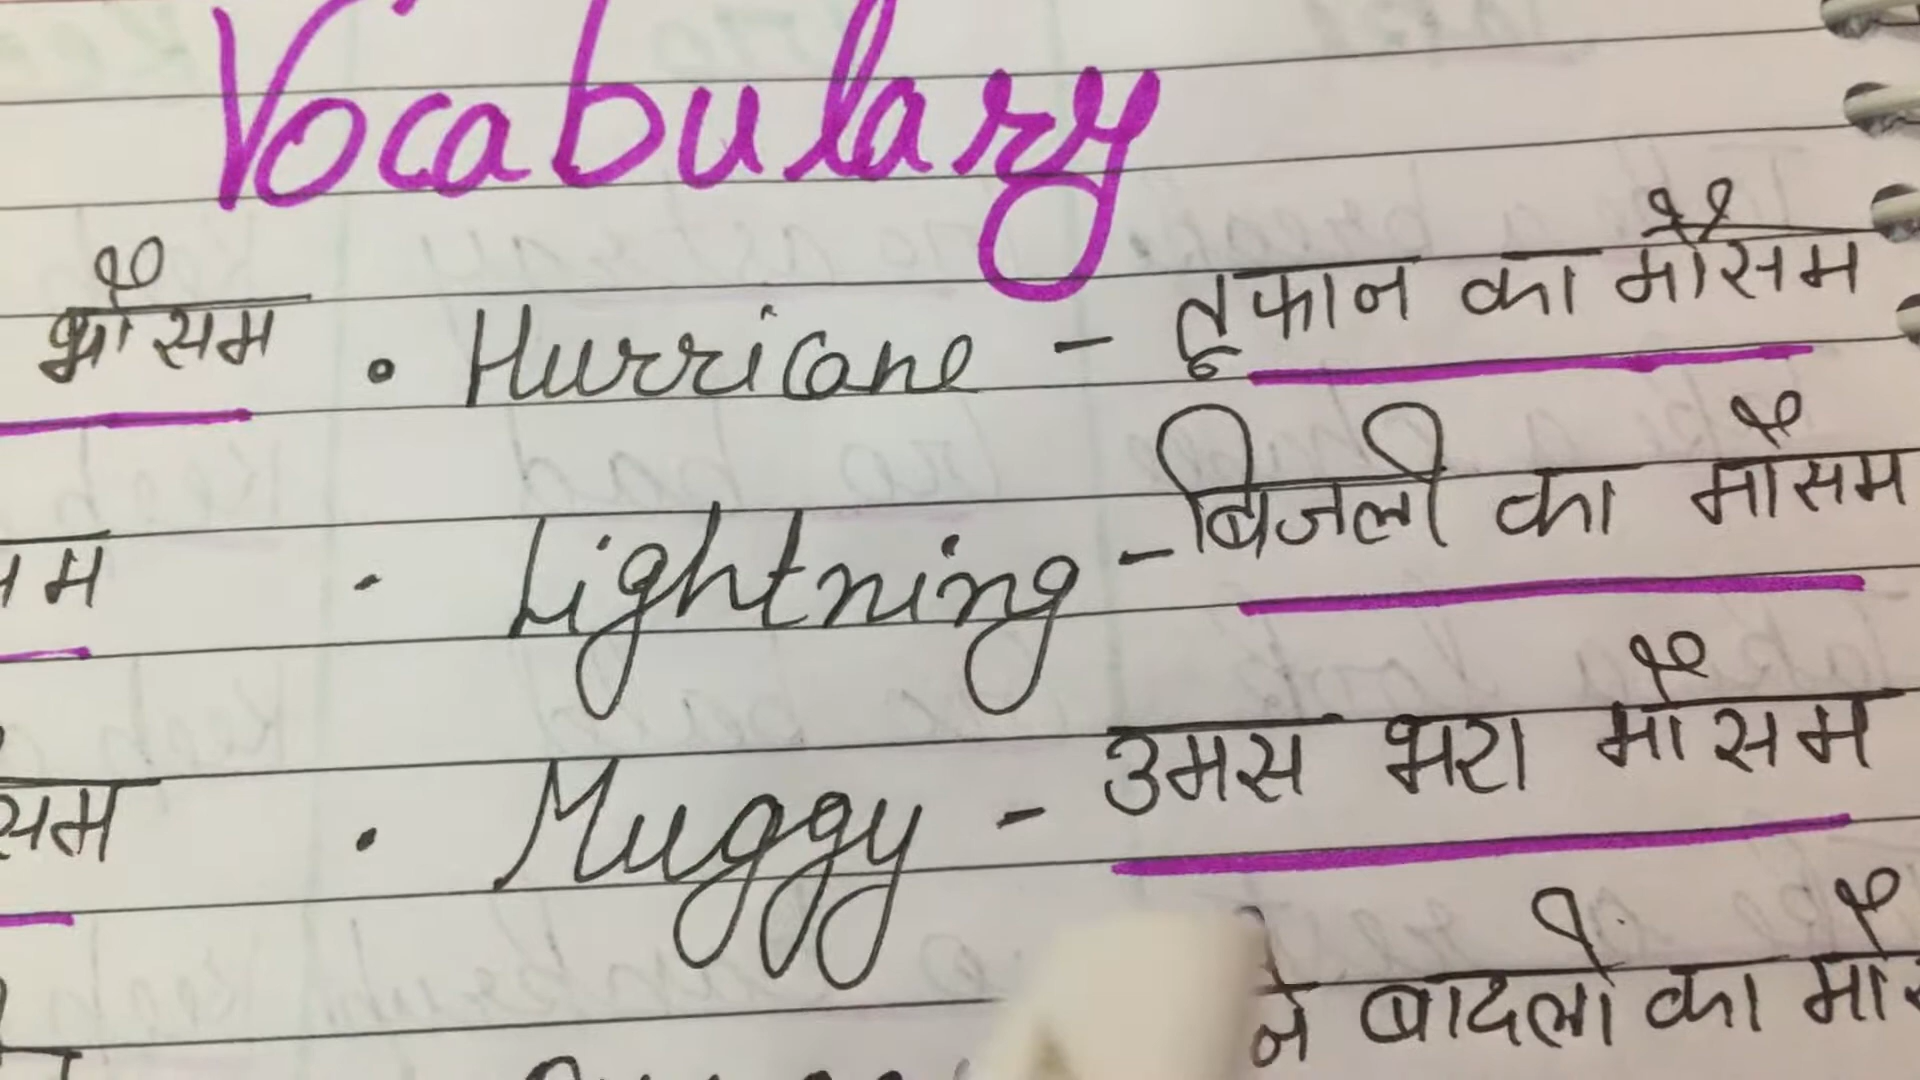 Vocabulary
मौसम • Hurricane - तूफान का मौसम
• Lightning - बिजली का मौसम
• Muggy - उमस भरा मौसम
बादलों का